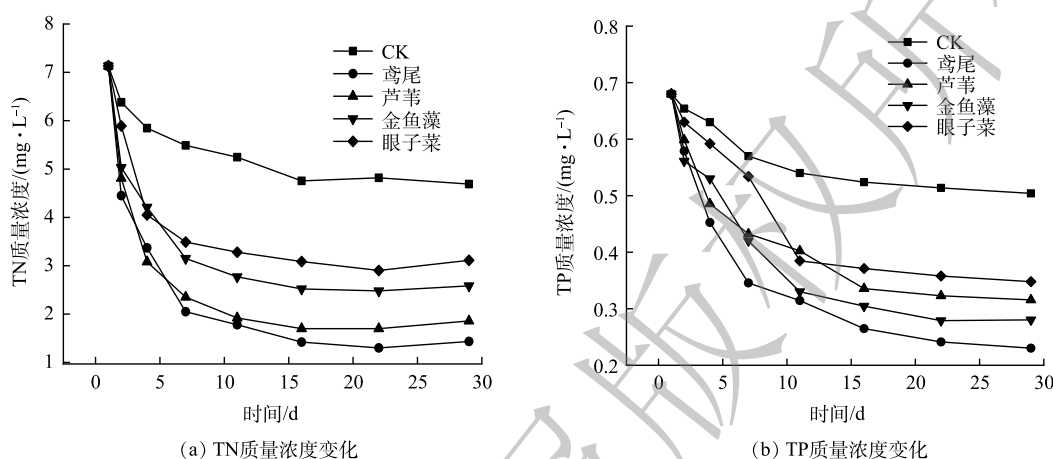 8
7
6
5
4
3
2
1
TN质量浓度/(mg·L⁻¹)
CK
鸢尾
芦苇
金鱼藻
眼子菜
0 5 10 15 20 25 30
时间/d
(a) TN质量浓度变化
0.8
0.7
0.6
0.5
0.4
0.3
0.2
TP质量浓度/(mg·L⁻¹)
CK
鸢尾
芦苇
金鱼藻
眼子菜
0 5 10 15 20 25 30
时间/d
(b) TP质量浓度变化
版权所